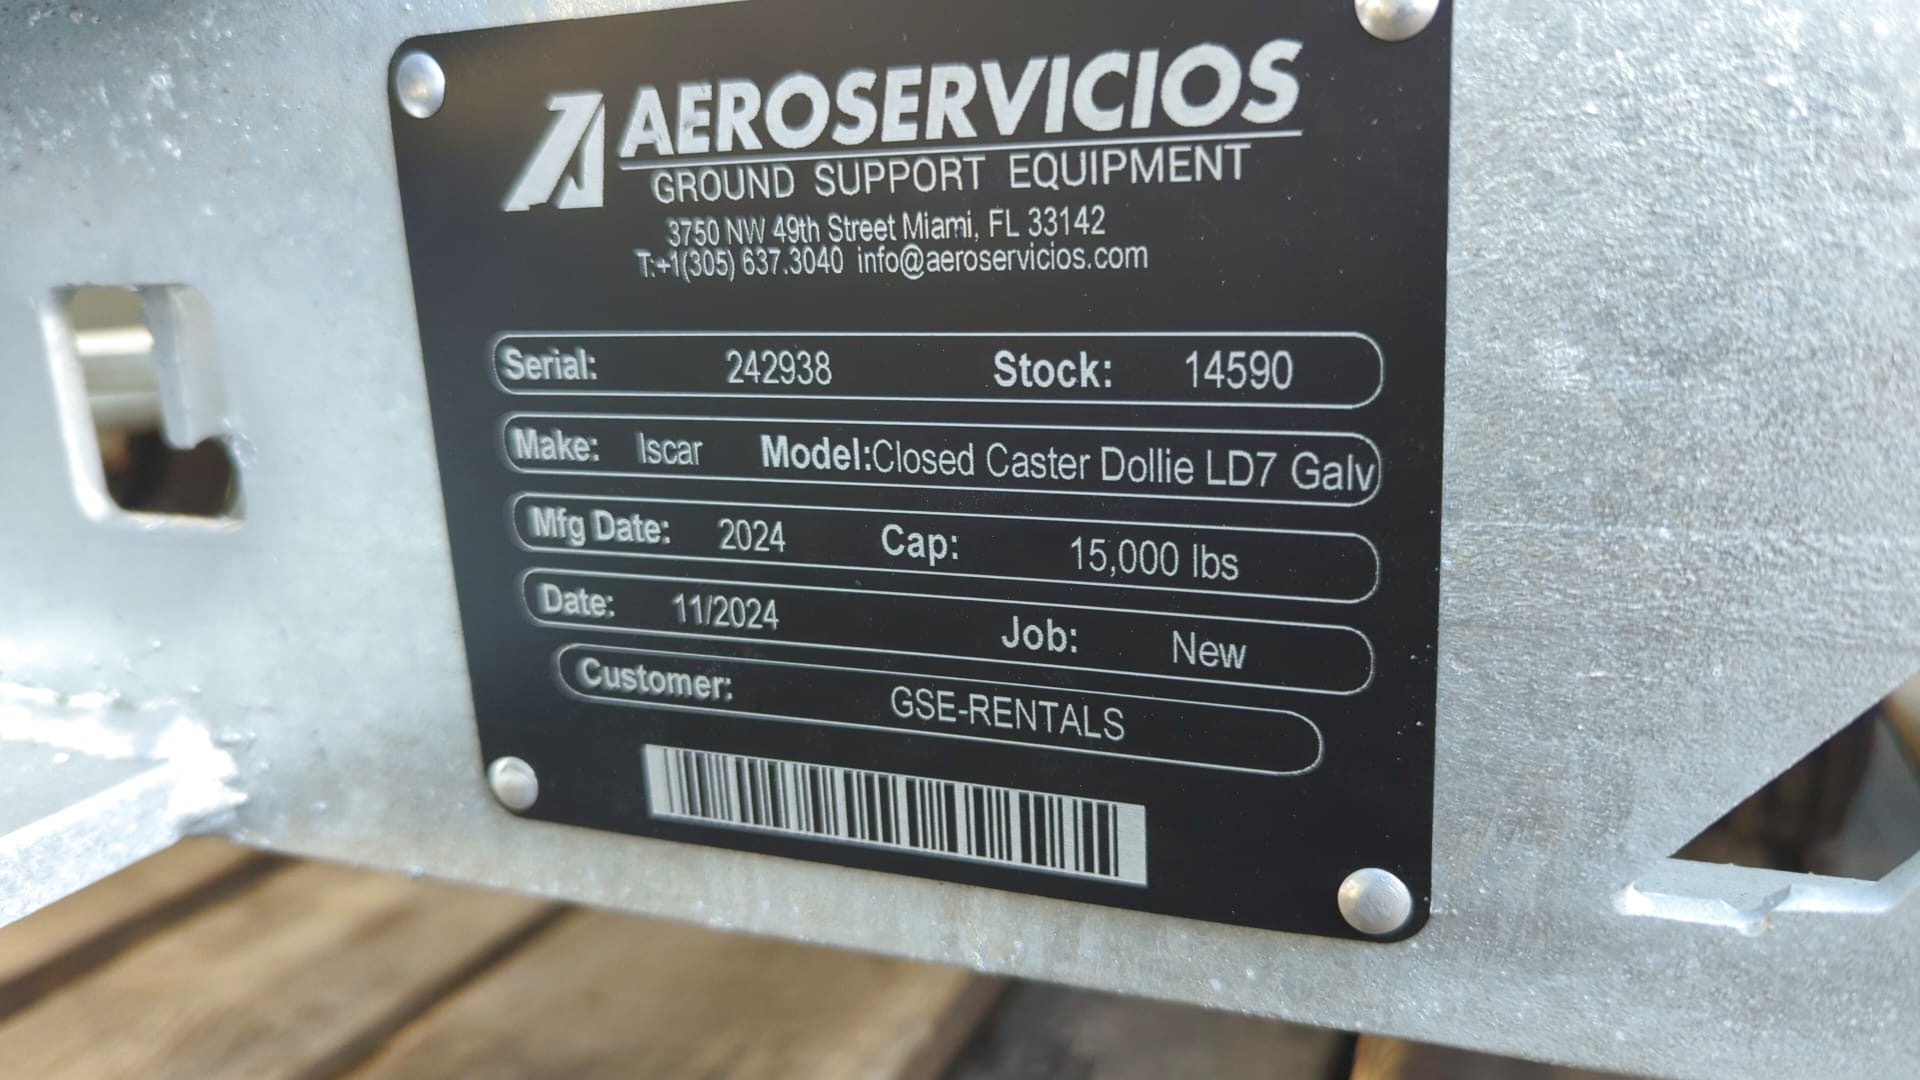 AEROSERVICIOS
GROUND SUPPORT EQUIPMENT
3750 NW 49th Street Miami, FL 33142
T:+1(305) 637.3040 info@aeroservicios.com
Serial: 242938 Stock: 14590
Make: Iscar Model:Closed Caster Dollie LD7 Galv
Mfg Date: 2024 Cap: 15,000 lbs
Date: 11/2024 Job: New
Customer: GSE-RENTALS